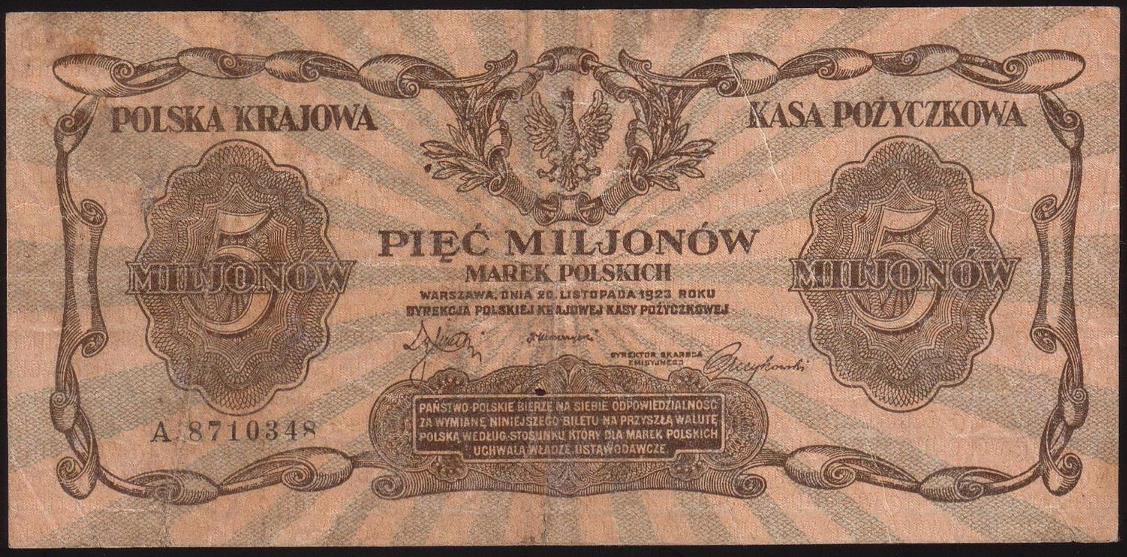 POLSKA KRAJOWA
KASA POŻYCZKOWA
5
MILJONÓW
5
MILJONÓW
PIĘĆ MILJONÓW
MAREK POLSKICH
WARSZAWA, DNIA 20 LISTOPADA 1923 ROKU
DYREKCJA POLSKIEJ KRAJOWEJ KASY POŻYCZKOWEJ
DYREKTOR SKARBCA
EMISYJNEGO
PAŃSTWO POLSKIE BIERZE NA SIEBIE ODPOWIEDZIALNOŚĆ
ZA WYMIANĘ NINIEJSZEGO BILETU NA PRZYSZŁĄ WALUTĘ
POLSKĄ WEDŁUG STOSUNKU, KTÓRY DLA MAREK POLSKICH
UCHWALĄ WŁADZE USTAWODAWCZE
A 8710348